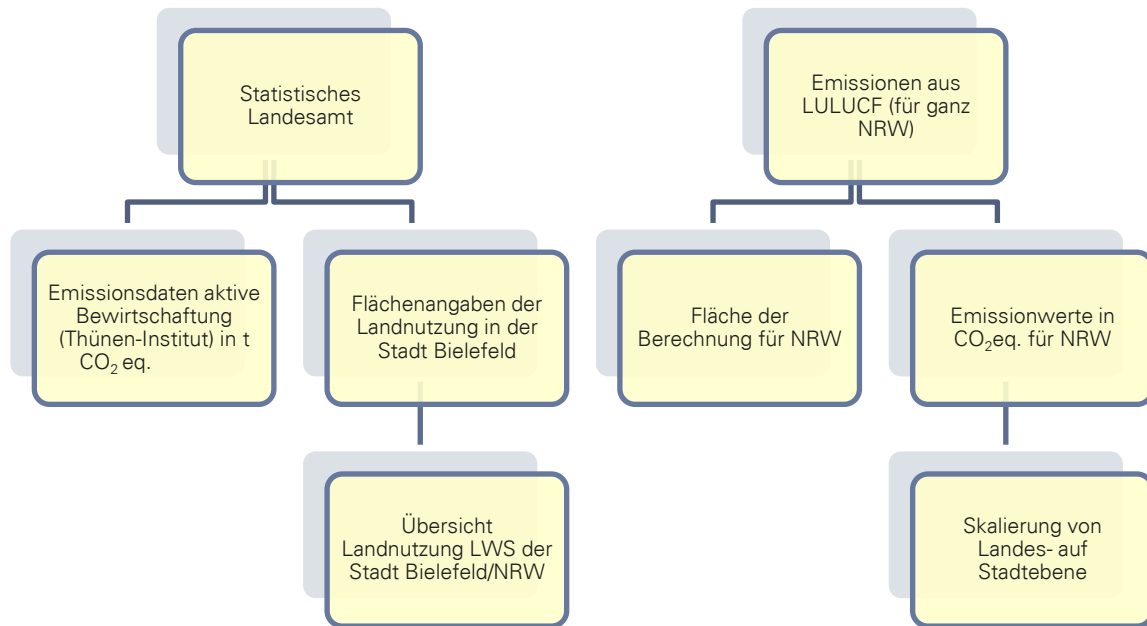 Statistisches
Landesamt
Emissionen aus
LULUCF (für ganz
NRW)
Emissionsdaten aktive
Bewirtschaftung
(Thünen-Institut) in t
CO₂ eq.
Flächenangaben der
Landnutzung in der
Stadt Bielefeld
Fläche der
Berechnung für NRW
Emissionwerte in
CO₂eq. für NRW
Übersicht
Landnutzung LWS der
Stadt Bielefeld/NRW
Skalierung von
Landes- auf
Stadtebene